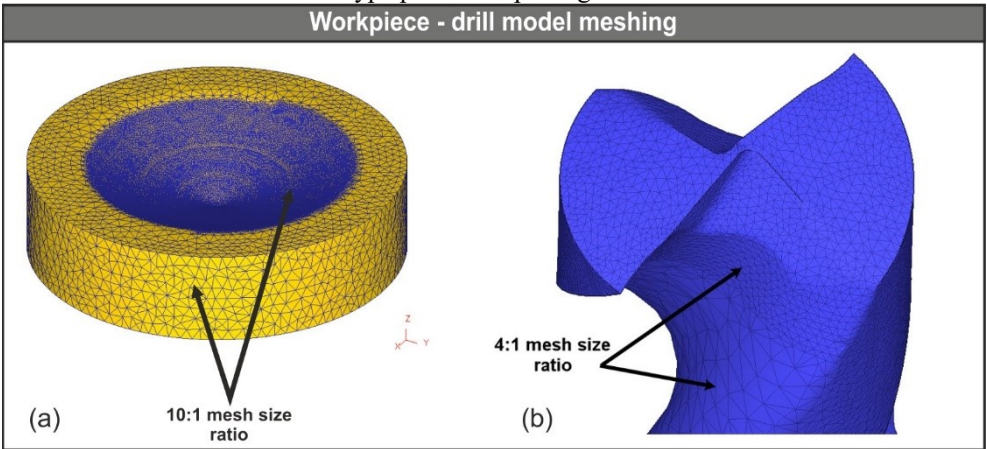 Workpiece - drill model meshing
Z
X Y
4:1 mesh size
ratio
10:1 mesh size
ratio
(a)
(b)